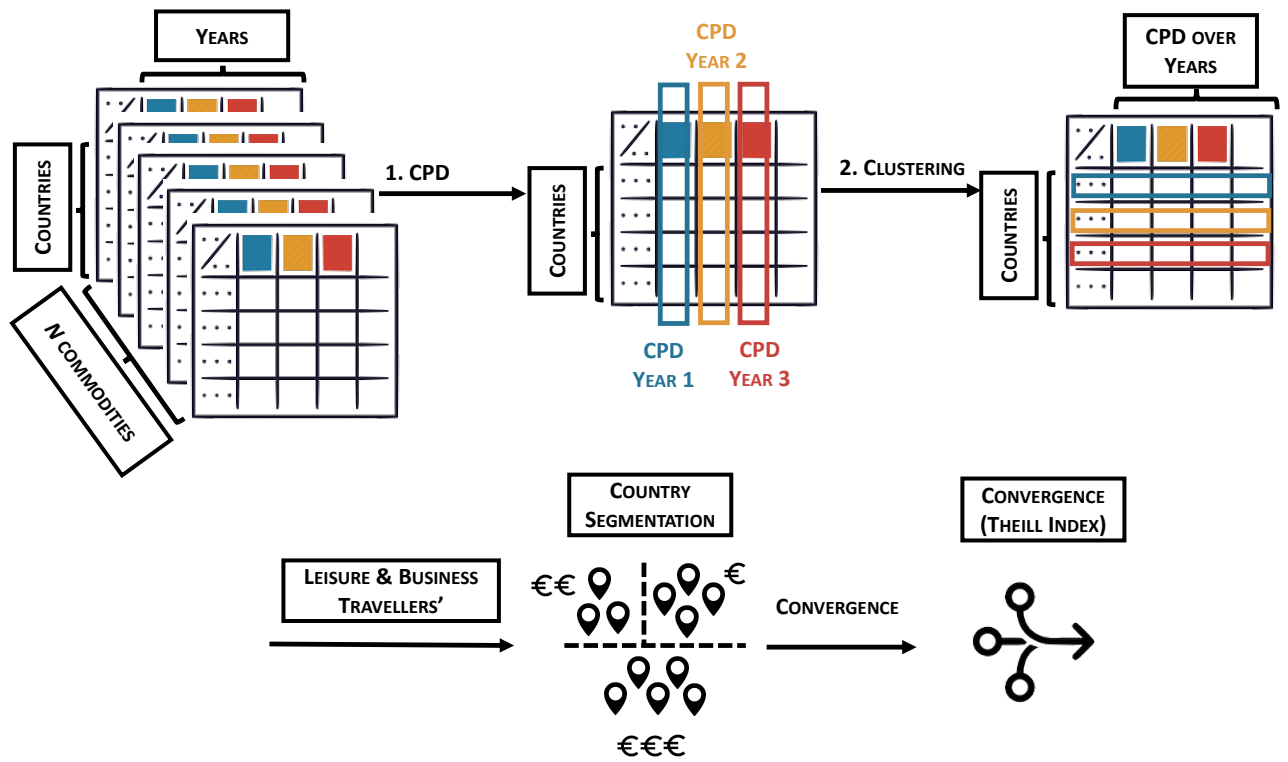 YEARS
COUNTRIES
N COMMODITIES
1. CPD
CPD
YEAR 2
COUNTRIES
CPD
YEAR 1
CPD
YEAR 3
2. CLUSTERING
CPD OVER
YEARS
COUNTRIES
LEISURE & BUSINESS
TRAVELLERS’
COUNTRY
SEGMENTATION
€€
€
€€€
CONVERGENCE
CONVERGENCE
(THEILL INDEX)